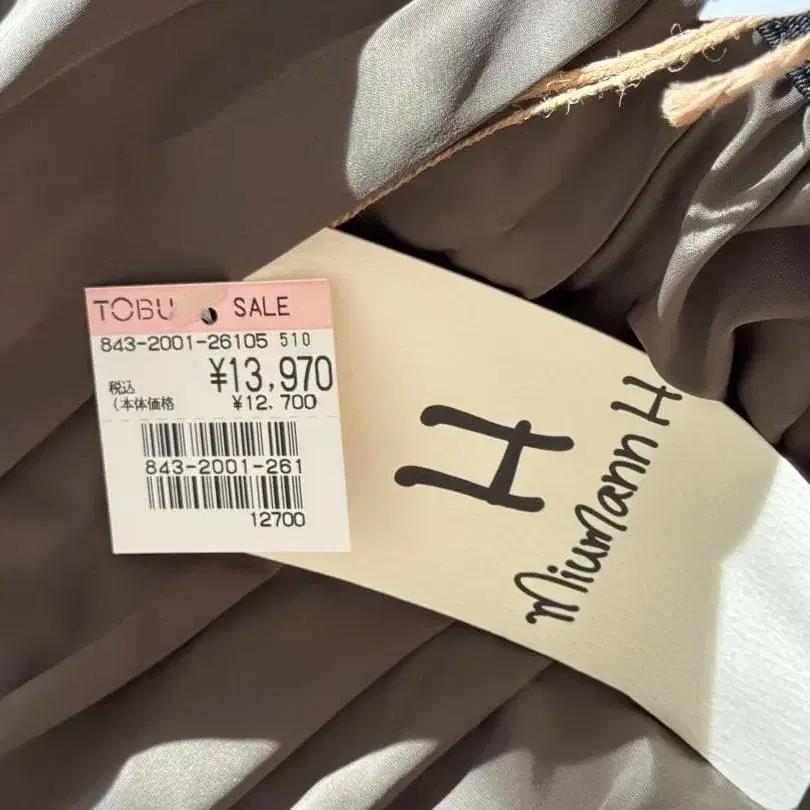 TOBU SALE
843-2001-26105 510
¥13,970
税込
(本体価格 ¥12,700
843-2001-261
12700
H
Miumann H